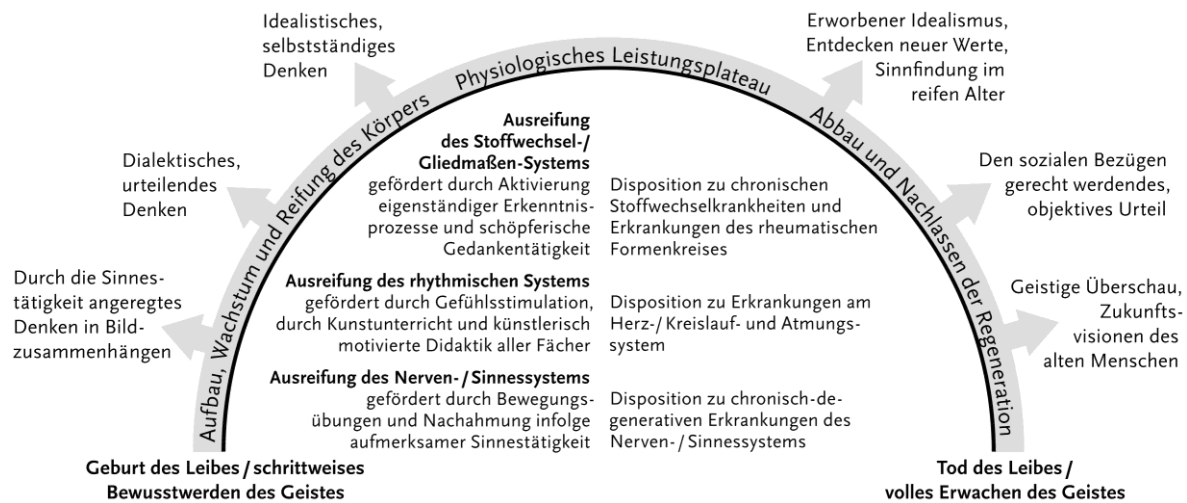 Idealistisches,
selbstständiges
Denken
Erworbener Idealismus,
Entdecken neuer Werte,
Sinnfindung im
reifen Alter
Aufbau, Wachstum und Reifung des Körpers
Physiologisches Leistungsplateau
Abbau und Nachlassen der Regeneration
Dialektisches,
urteilendes
Denken
Durch die Sinnes-
tätigkeit angeregtes
Denken in Bild-
zusammenhängen
Ausreifung
des Stoffwechsel-/
Gliedmaßen-Systems
gefördert durch Aktivierung
eigenständiger Erkenntnis-
prozesse und schöpferische
Gedankentätigkeit
Disposition zu chronischen
Stoffwechselkrankheiten und
Erkrankungen des rheumatischen
Formenkreises
Ausreifung des rhythmischen Systems
gefördert durch Gefühlsstimulation,
durch Kunstunterricht und künstlerisch
motivierte Didaktik aller Fächer
Disposition zu Erkrankungen am
Herz-/Kreislauf- und Atmungs-
system
Ausreifung des Nerven-/Sinnessystems
gefördert durch Bewegungs-
übungen und Nachahmung infolge
aufmerksamer Sinnestätigkeit
Disposition zu chronisch-de-
generativen Erkrankungen des
Nerven-/Sinnessystems
Den sozialen Bezügen
gerecht werdendes,
objektives Urteil
Geistige Überschau,
Zukunfts-
visionen des
alten Menschen
Geburt des Leibes/schrittweises
Bewusstwerden des Geistes
Tod des Leibes/
volles Erwachen des Geistes